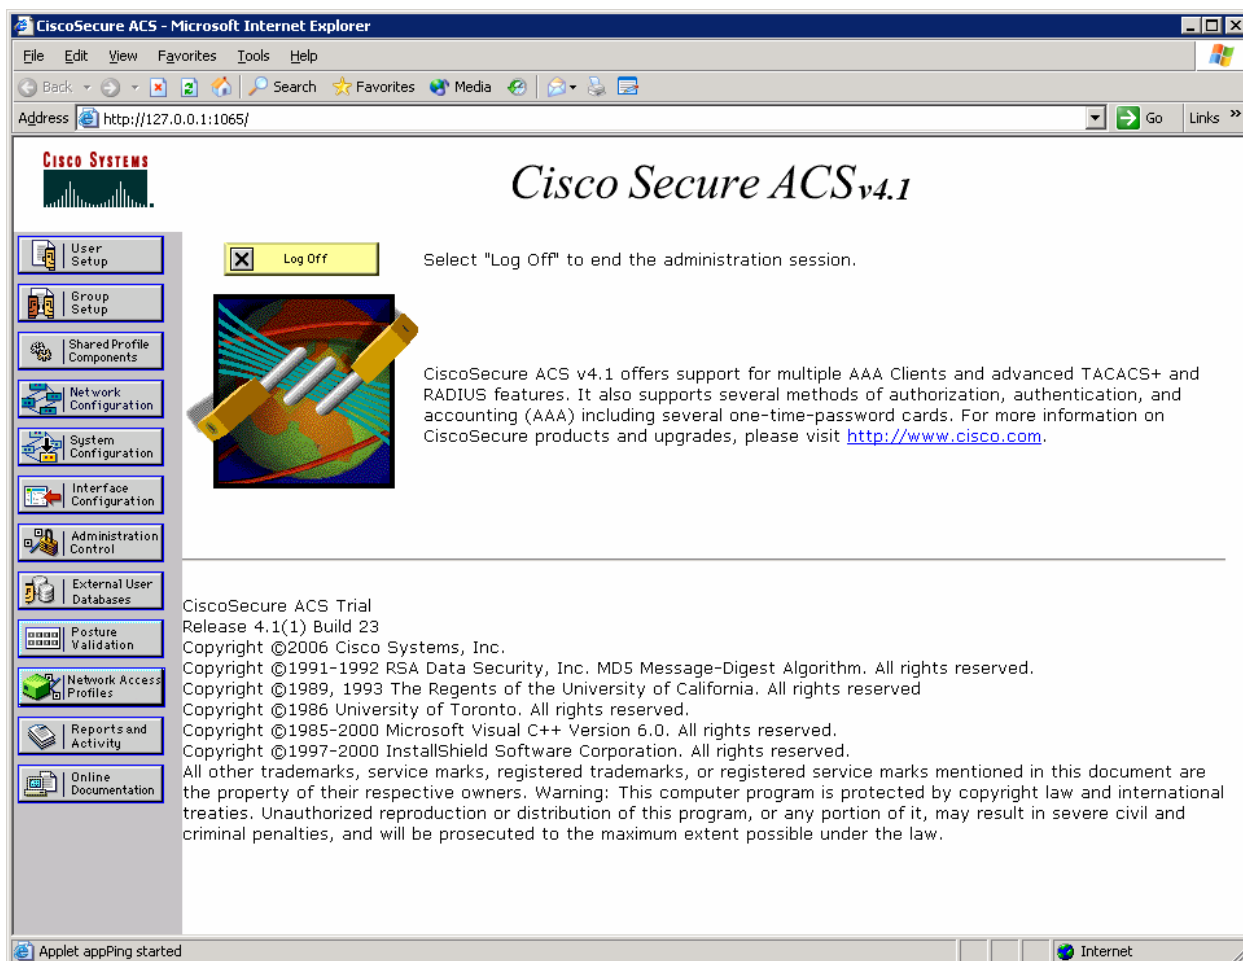 CiscoSecure ACS - Microsoft Internet Explorer
File Edit View Favorites Tools Help
Back Search Favorites Media
Address http://127.0.0.1:1065/ Go Links »
CISCO SYSTEMS
Cisco Secure ACS v4.1
User
Setup
Group
Setup
Shared Profile
Components
Network
Configuration
System
Configuration
Interface
Configuration
Administration
Control
External User
Databases
Posture
Validation
Network Access
Profiles
Reports and
Activity
Online
Documentation
Log Off
Select "Log Off" to end the administration session.
CiscoSecure ACS v4.1 offers support for multiple AAA Clients and advanced TACACS+ and
RADIUS features. It also supports several methods of authorization, authentication, and
accounting (AAA) including several one-time-password cards. For more information on
CiscoSecure products and upgrades, please visit http://www.cisco.com.
CiscoSecure ACS Trial
Release 4.1(1) Build 23
Copyright ©2006 Cisco Systems, Inc.
Copyright ©1991-1992 RSA Data Security, Inc. MD5 Message-Digest Algorithm. All rights reserved.
Copyright ©1989, 1993 The Regents of the University of California. All rights reserved
Copyright ©1986 University of Toronto. All rights reserved.
Copyright ©1985-2000 Microsoft Visual C++ Version 6.0. All rights reserved.
Copyright ©1997-2000 InstallShield Software Corporation. All rights reserved.
All other trademarks, service marks, registered trademarks, or registered service marks mentioned in this document are
the property of their respective owners. Warning: This computer program is protected by copyright law and international
treaties. Unauthorized reproduction or distribution of this program, or any portion of it, may result in severe civil and
criminal penalties, and will be prosecuted to the maximum extent possible under the law.
Applet appPing started Internet